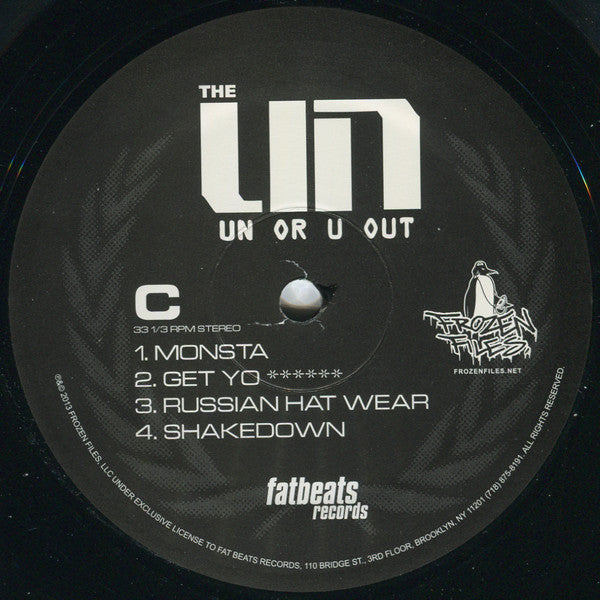 THE
UN
UN OR U OUT
C
33 1/3 RPM STEREO
1. MONSTA
2. GET YO ******
3. RUSSIAN HAT WEAR
4. SHAKEDOWN
FROZEN
FILES
FROZENFILES.NET
fatbeats
records
℗&© 2013 FROZEN FILES, LLC UNDER EXCLUSIVE LICENSE TO FAT BEATS RECORDS, 110 BRIDGE ST., 3RD FLOOR, BROOKLYN, NY 11201 (718) 875-8191. ALL RIGHTS RESERVED.